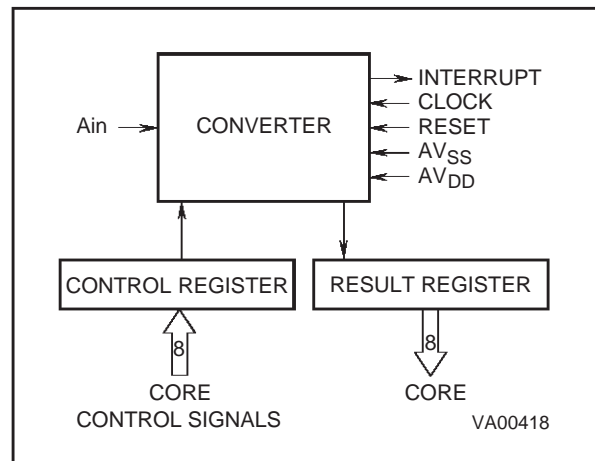 INTERRUPT
CLOCK
Ain
CONVERTER
RESET
AVSS
AVDD
CONTROL REGISTER
RESULT REGISTER
8
8
CORE
CONTROL SIGNALS
CORE
VA00418